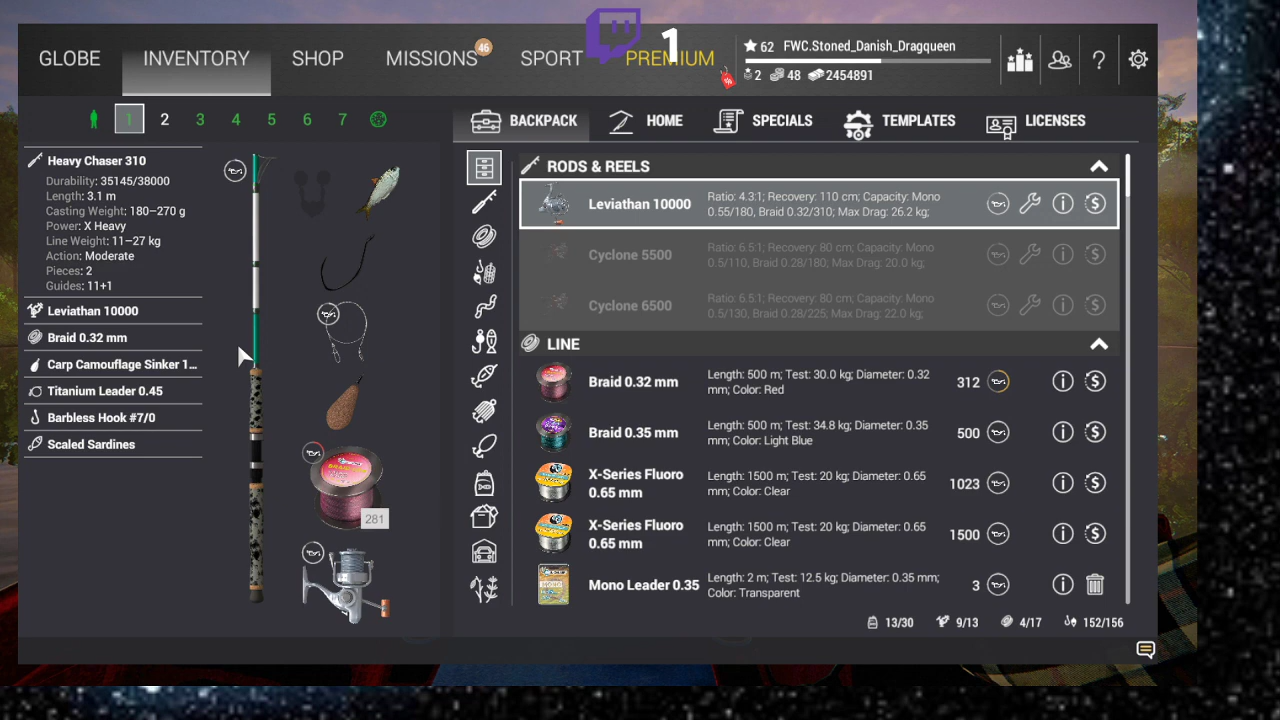 1
GLOBE
INVENTORY
SHOP
MISSIONS
46
SPORT
PREMIUM
62 FWC.Stoned_Danish_Dragqueen
2 48 2454891
?
1 2 3 4 5 6 7
BACKPACK
HOME
SPECIALS
TEMPLATES
LICENSES
Heavy Chaser 310
Durability: 35145/38000
Length: 3.1 m
Casting Weight: 180–270 g
Power: X Heavy
Line Weight: 11–27 kg
Action: Moderate
Pieces: 2
Guides: 11+1
Leviathan 10000
Braid 0.32 mm
Carp Camouflage Sinker 1...
Titanium Leader 0.45
Barbless Hook #7/0
Scaled Sardines
281
RODS & REELS
Leviathan 10000
Ratio: 4.3:1; Recovery: 110 cm; Capacity: Mono
0.55/180, Braid 0.32/310; Max Drag: 26.2 kg;
Cyclone 5500
Ratio: 6.5:1; Recovery: 80 cm; Capacity: Mono
0.5/110, Braid 0.28/180; Max Drag: 20.0 kg;
Cyclone 6500
Ratio: 6.5:1; Recovery: 80 cm; Capacity: Mono
0.5/130, Braid 0.28/225; Max Drag: 22.0 kg;
LINE
Braid 0.32 mm
Length: 500 m; Test: 30.0 kg; Diameter: 0.32
mm; Color: Red
312
Braid 0.35 mm
Length: 500 m; Test: 34.8 kg; Diameter: 0.35
mm; Color: Light Blue
500
X-Series Fluoro
0.65 mm
Length: 1500 m; Test: 20 kg; Diameter: 0.65
mm; Color: Clear
1023
X-Series Fluoro
0.65 mm
Length: 1500 m; Test: 20 kg; Diameter: 0.65
mm; Color: Clear
1500
Mono Leader 0.35
Length: 2 m; Test: 12.5 kg; Diameter: 0.35 mm;
Color: Transparent
3
13/30 9/13 4/17 152/156